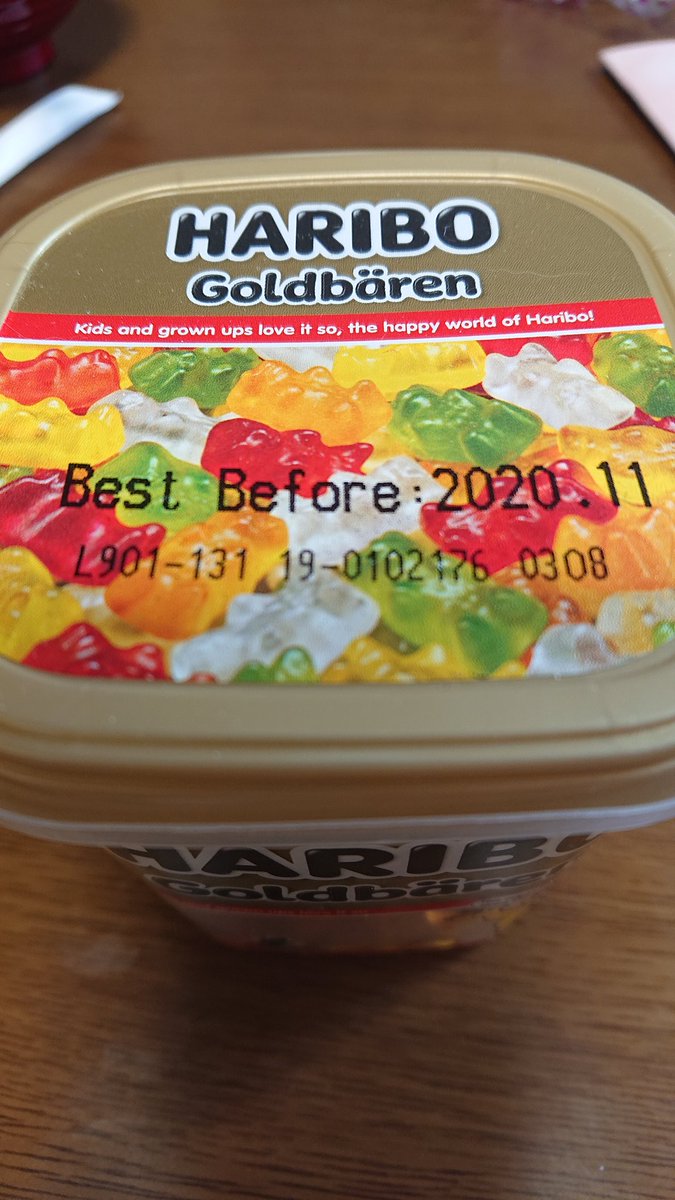 HARIBO
Goldbären
Kids and grown ups love it so, the happy world of Haribo!
Best Before:2020.11
L901-131 19-0102176 0308
HARIBO
Goldbären